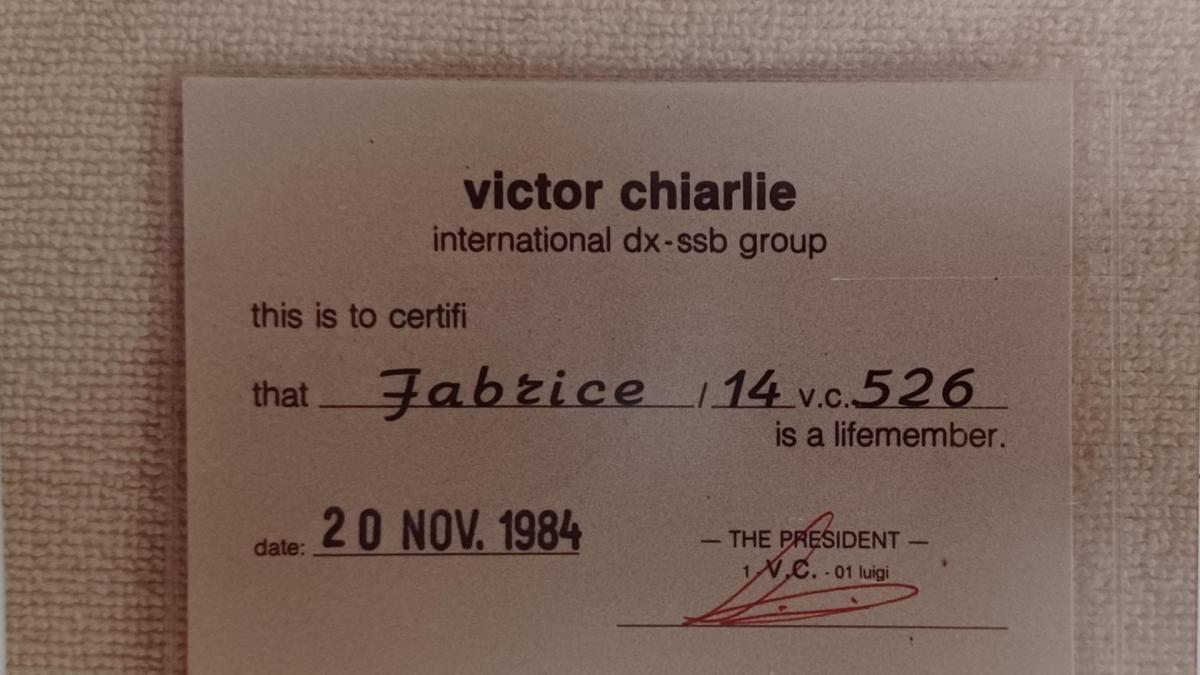 victor chiarlie
international dx-ssb group
this is to certifi
that Fabrice / 14 v.c. 526
is a lifemember.
date: 20 NOV. 1984
— THE PRESIDENT —
1 - V.C. - 01 luigi